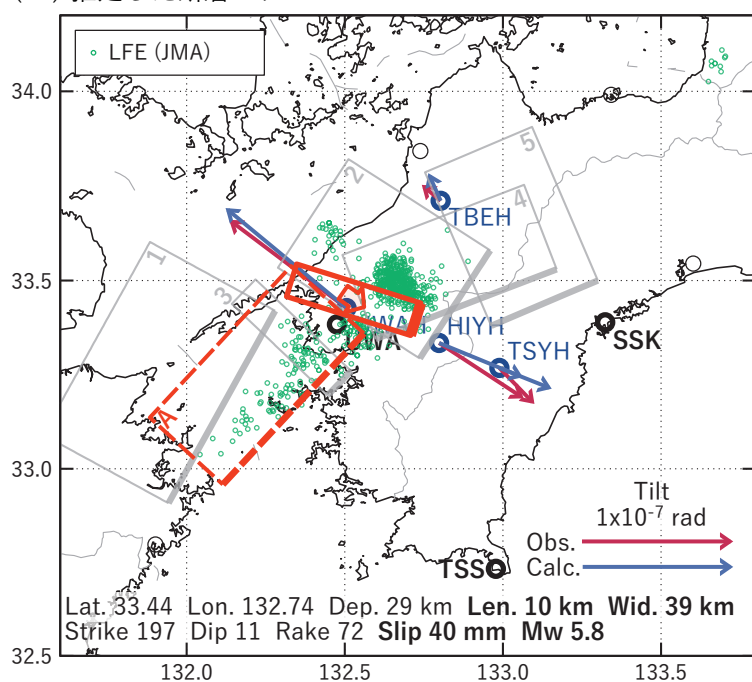 LFE (JMA)
34.0
33.5
33.0
32.5
132.0
132.5
133.0
133.5
1
2
3
4
5
A
TBEH
HIYH
TSYH
SSK
TSS
Tilt
1x10⁻⁷ rad
Obs.
Calc.
Lat. 33.44 Lon. 132.74 Dep. 29 km Len. 10 km Wid. 39 km
Strike 197 Dip 11 Rake 72 Slip 40 mm Mw 5.8